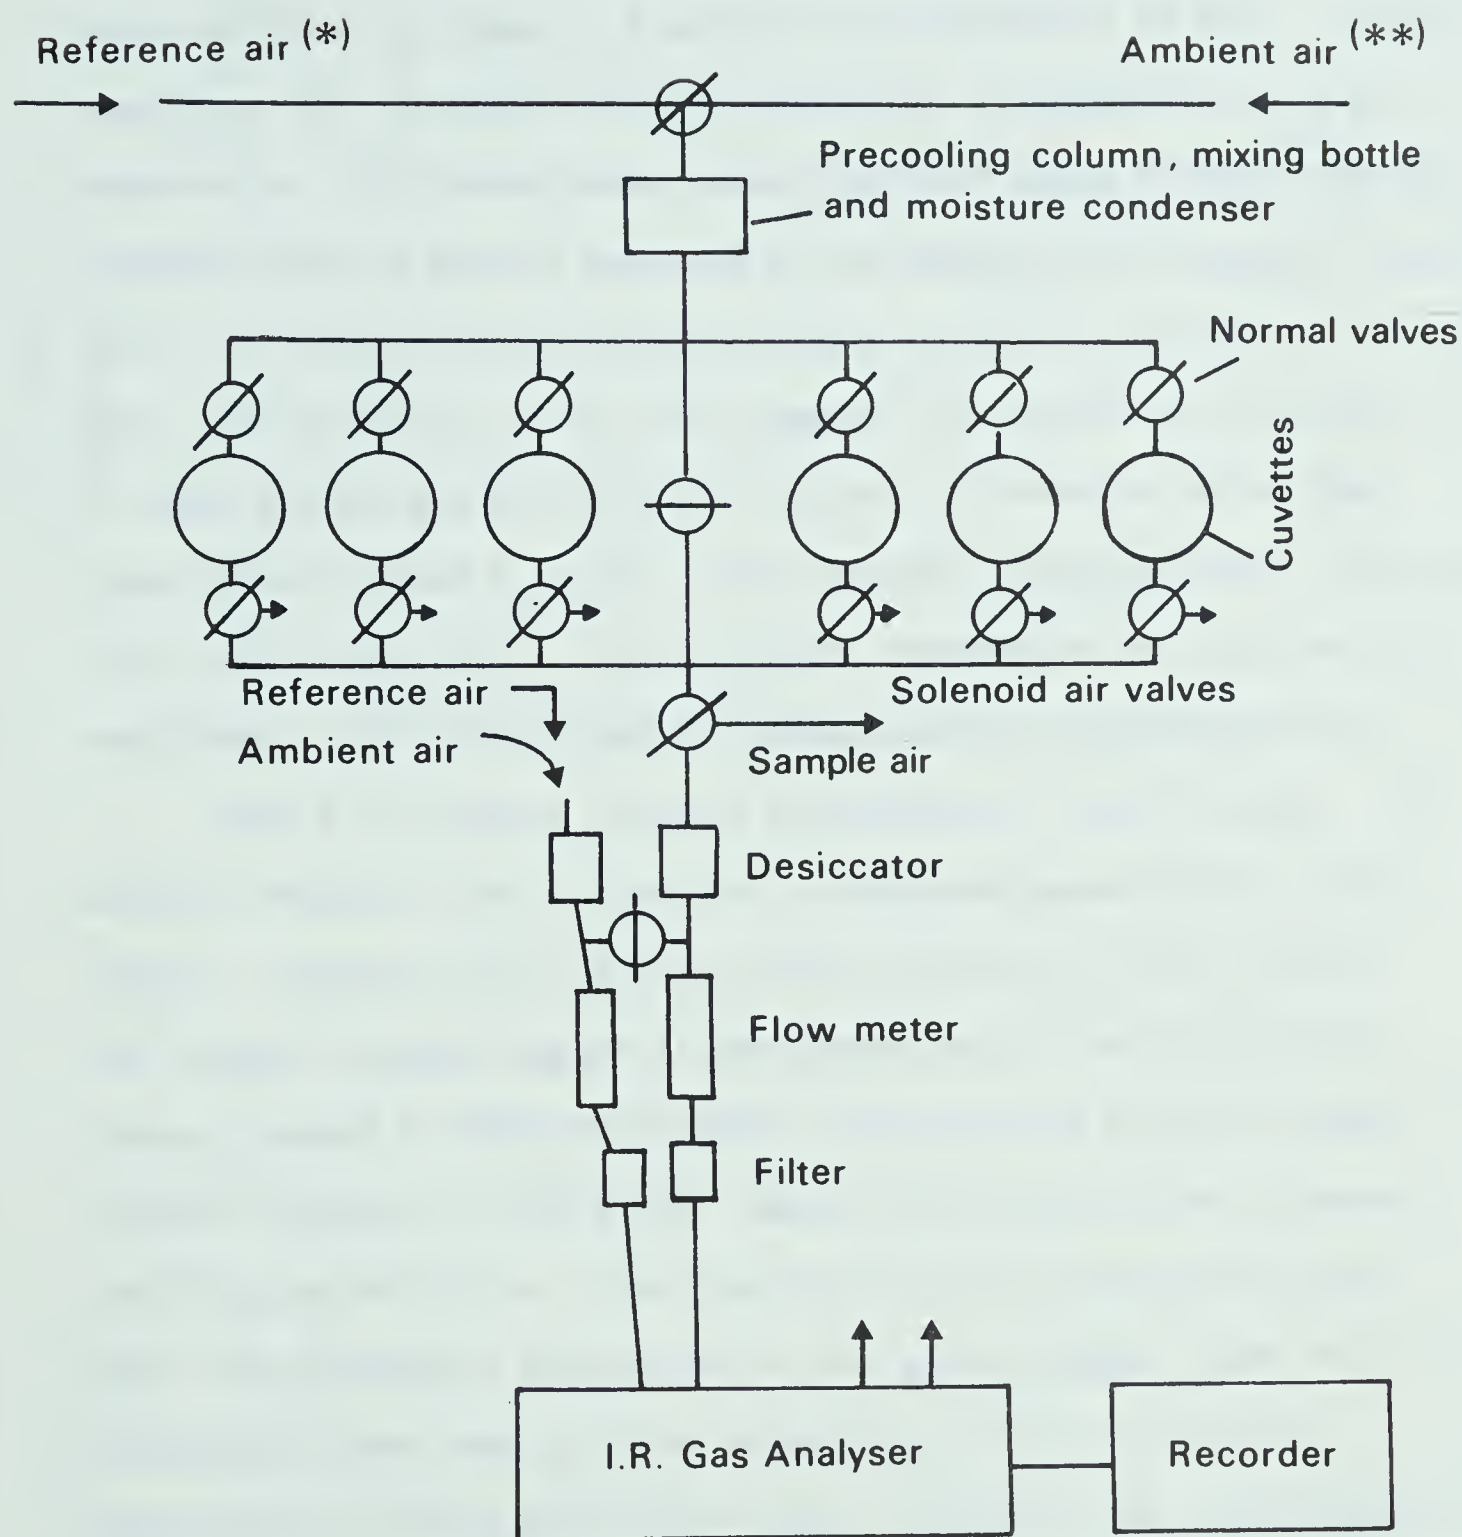 Reference air (*)
Ambient air (**)
Precooling column, mixing bottle
and moisture condenser
Normal valves
Cuvettes
Reference air
Solenoid air valves
Ambient air
Sample air
Desiccator
Flow meter
Filter
I.R. Gas Analyser
Recorder